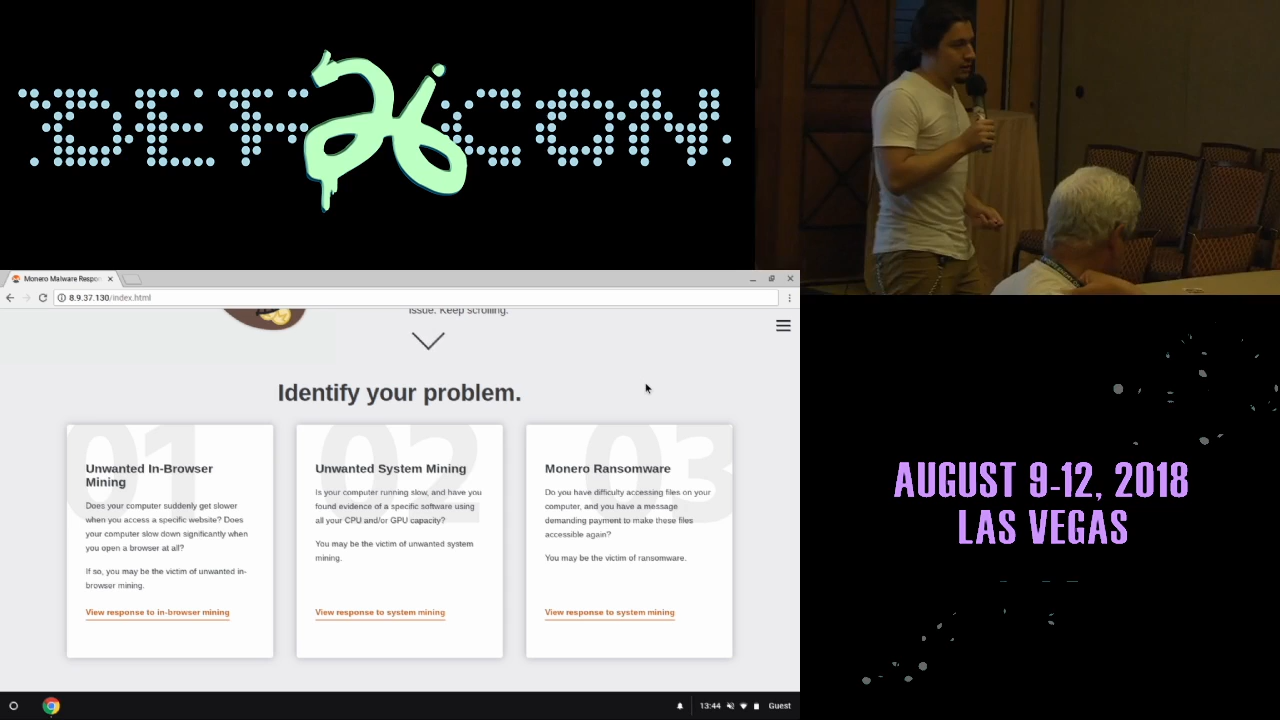 DEF 26 CON
Monero Malware Respon
8.9.37.130/index.html
issue. Keep scrolling.
Identify your problem.
01
Unwanted In-Browser
Mining
Does your computer suddenly get slower
when you access a specific website? Does
your computer slow down significantly when
you open a browser at all?
If so, you may be the victim of unwanted in-
browser mining.
View response to in-browser mining
02
Unwanted System Mining
Is your computer running slow, and have you
found evidence of a specific software using
all your CPU and/or GPU capacity?
You may be the victim of unwanted system
mining.
View response to system mining
03
Monero Ransomware
Do you have difficulty accessing files on your
computer, and you have a message
demanding payment to make these files
accessible again?
You may be the victim of ransomware.
View response to system mining
13:44
Guest
AUGUST 9-12, 2018
LAS VEGAS